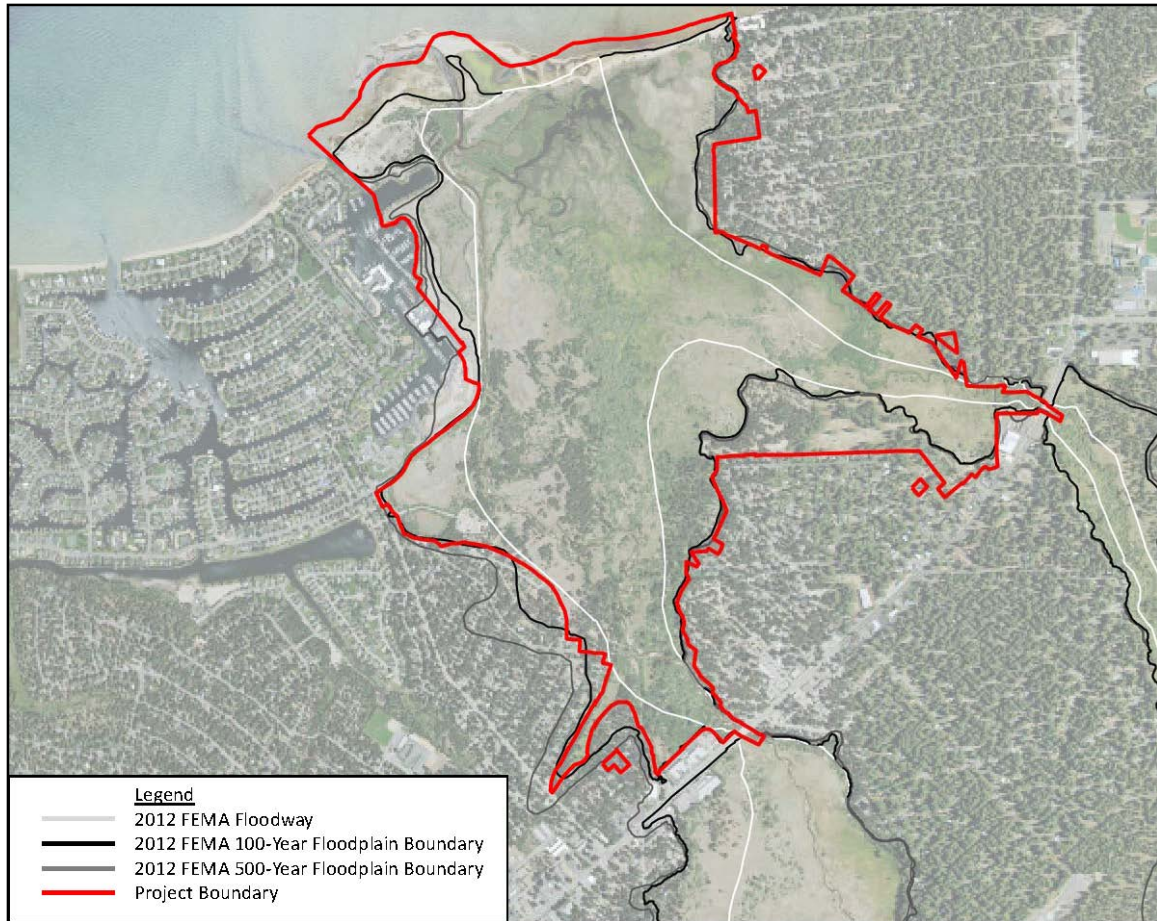 Legend
2012 FEMA Floodway
2012 FEMA 100-Year Floodplain Boundary
2012 FEMA 500-Year Floodplain Boundary
Project Boundary